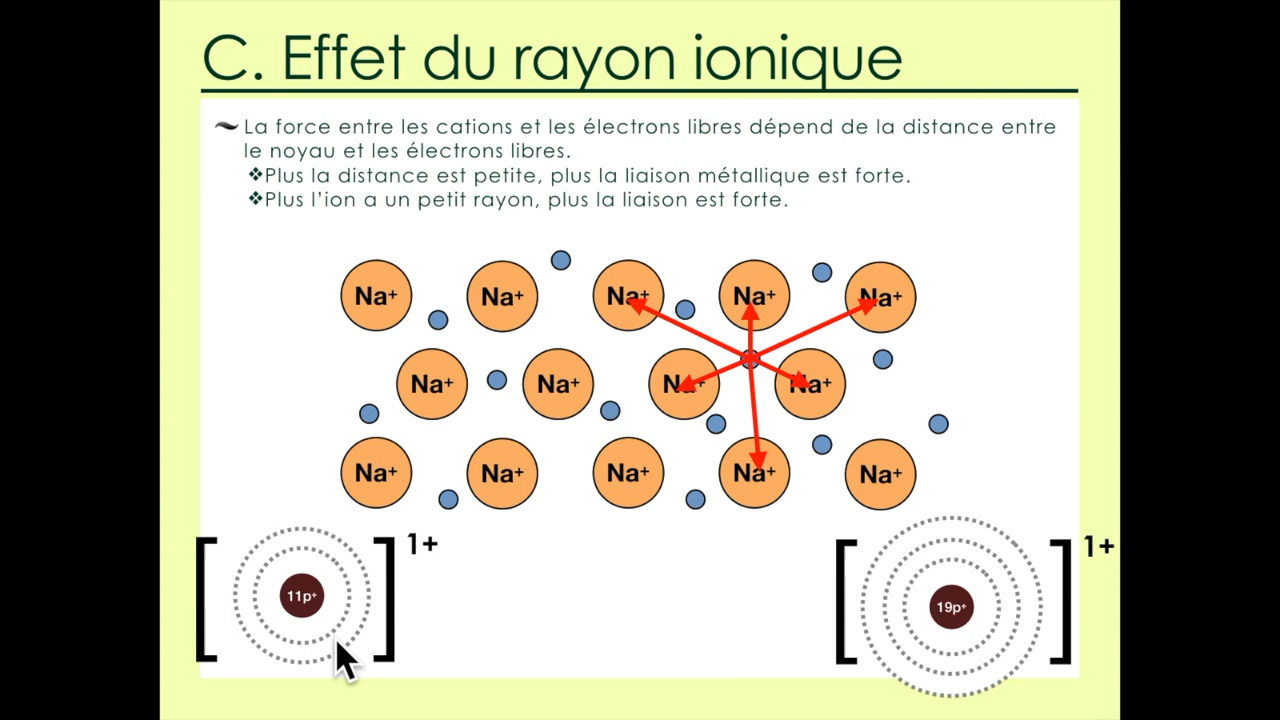 C. Effet du rayon ionique
La force entre les cations et les électrons libres dépend de la distance entre
le noyau et les électrons libres.
❖Plus la distance est petite, plus la liaison métallique est forte.
❖Plus l'ion a un petit rayon, plus la liaison est forte.
Na+ Na+ Na+ Na+ Na+
Na+ Na+ Na+ Na+
Na+ Na+ Na+ Na+ Na+
[ 11p+ ] 1+
[ 19p+ ] 1+